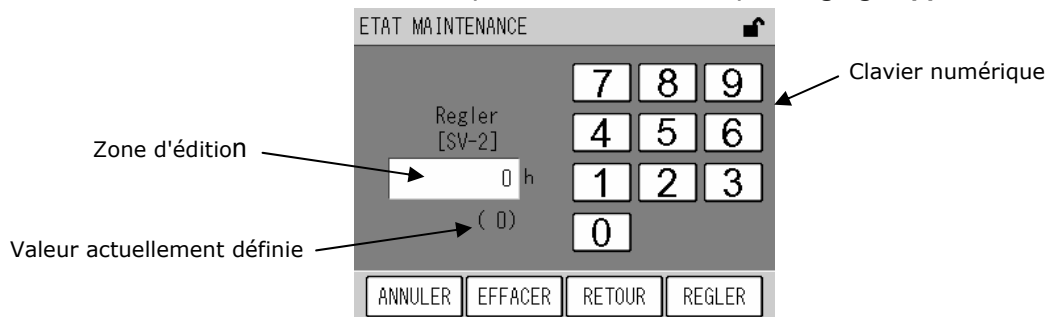 ETAT MAINTENANCE
7 8 9
Clavier numérique
Regler
[SV-2]
4 5 6
Zone d'édition
0 h
1 2 3
( 0)
0
Valeur actuellement définie
ANNULER EFFACER RETOUR REGLER